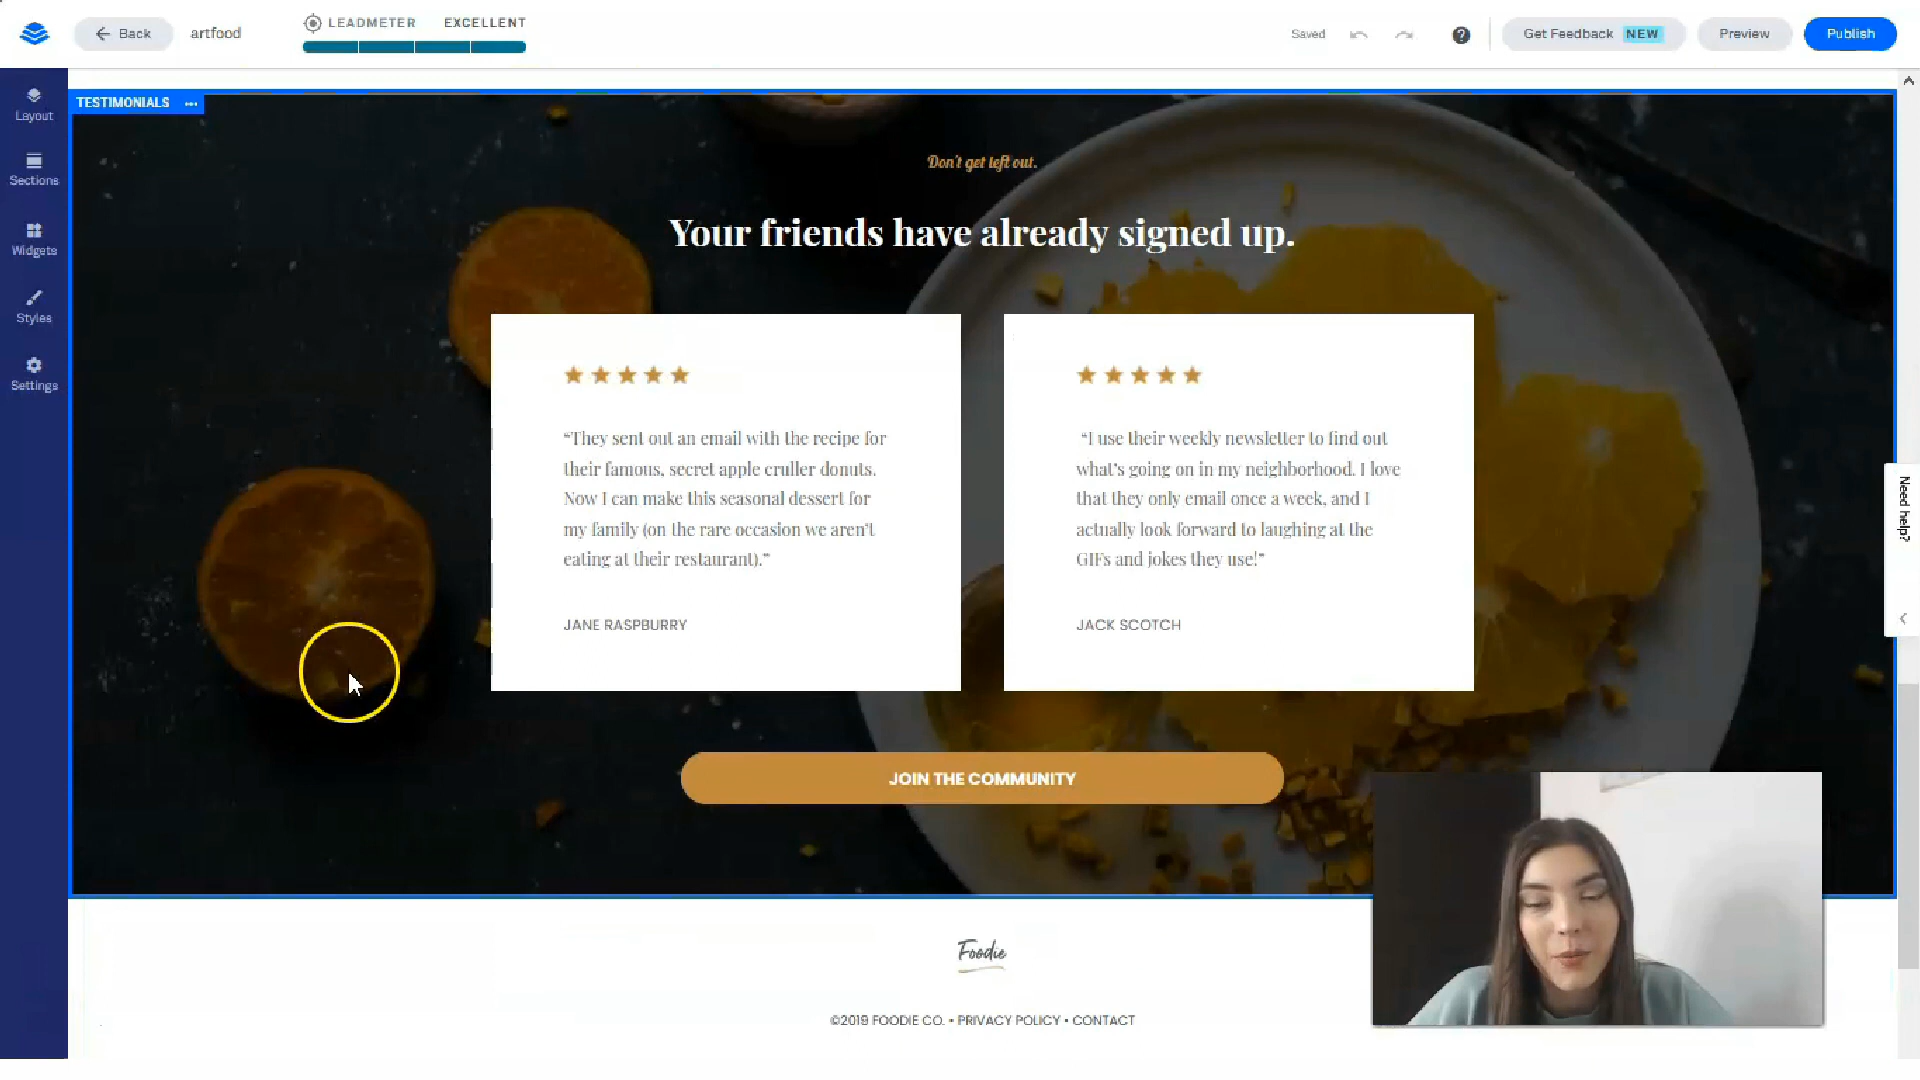 Back
artfood
LEADMETER EXCELLENT
Saved
Get Feedback NEW
Preview
Publish
Layout
Sections
Widgets
Styles
Settings
TESTIMONIALS
Don't get left out.
Your friends have already signed up.
“They sent out an email with the recipe for
their famous, secret apple cruller donuts.
Now I can make this seasonal dessert for
my family (on the rare occasion we aren’t
eating at their restaurant).”
JANE RASPBURRY
“I use their weekly newsletter to find out
what’s going on in my neighborhood. I love
that they only email once a week, and I
actually look forward to laughing at the
GIFs and jokes they use!”
JACK SCOTCH
JOIN THE COMMUNITY
Need help?
Foodie
©2019 FOODIE CO. • PRIVACY POLICY • CONTACT